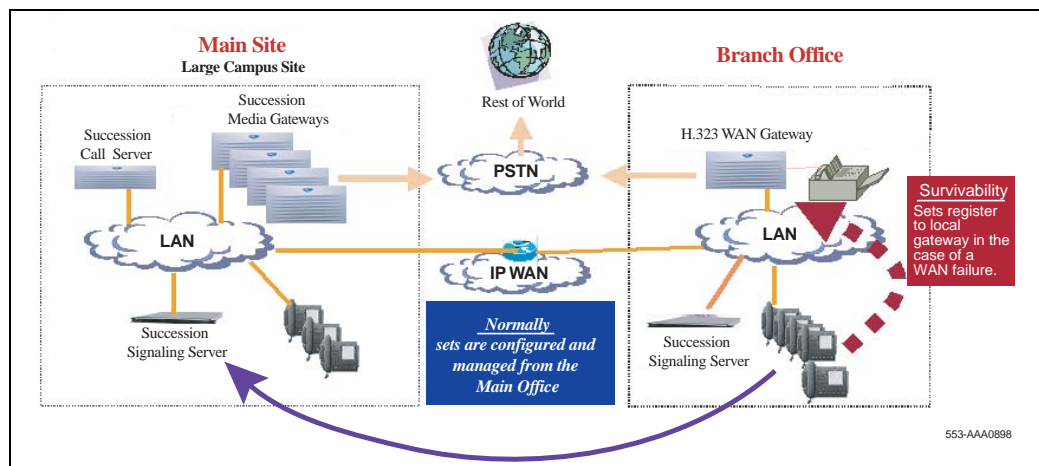 Main Site
Large Campus Site
Branch Office
Rest of World
Succession
Media Gateways
Succession
Call Server
H.323 WAN Gateway
PSTN
Survivability
Sets register
to local
gateway in the
case of a
WAN failure.
LAN
LAN
IP WAN
Normally
sets are configured and
managed from the
Main Office
Succession
Signaling Server
Succession
Signaling Server
553-AAA0898